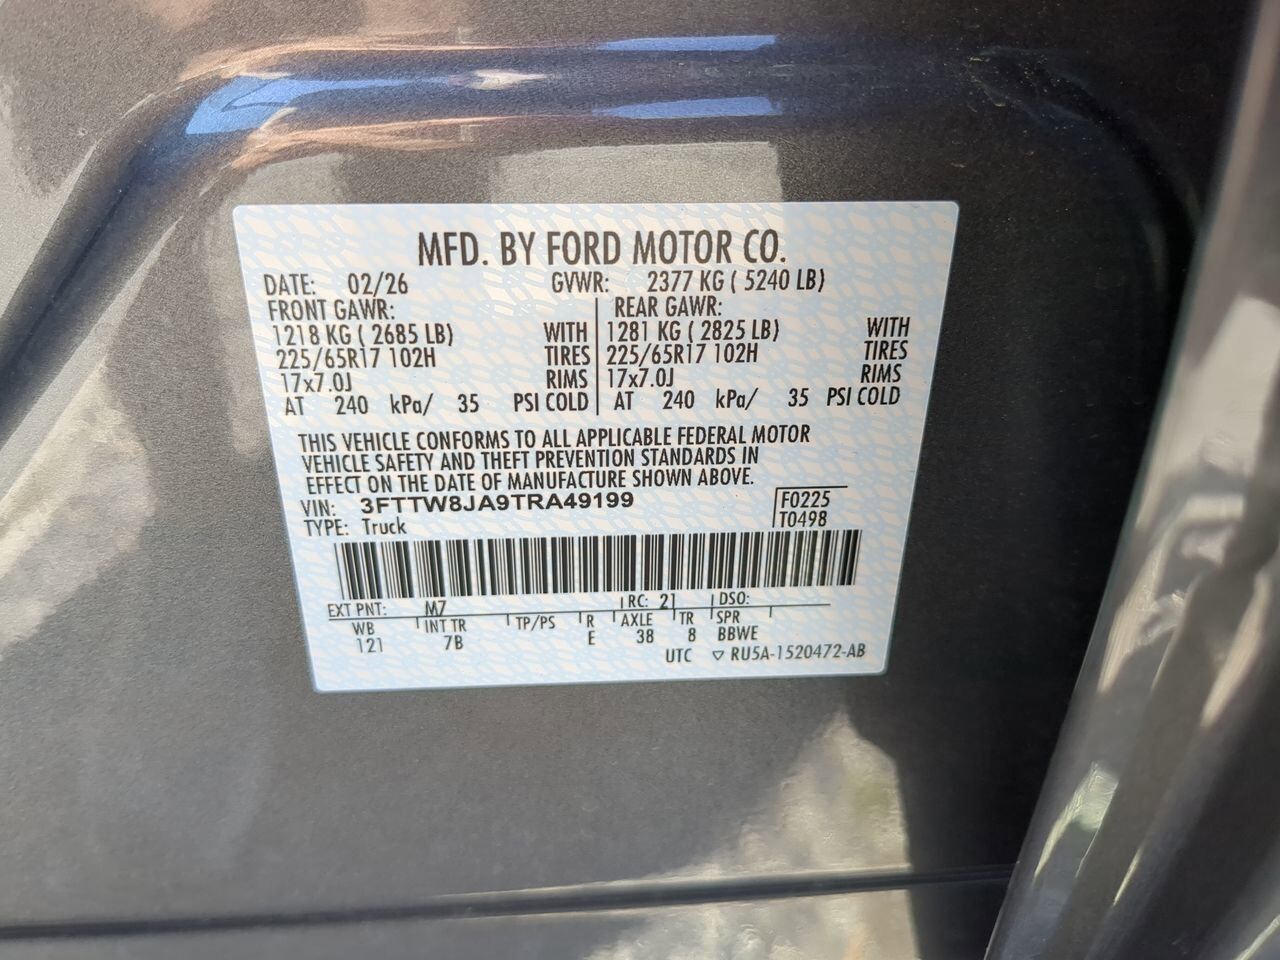 MFD. BY FORD MOTOR CO.
DATE: 02/26 GVWR: 2377 KG ( 5240 LB)
FRONT GAWR: REAR GAWR:
1218 KG ( 2685 LB) WITH 1281 KG ( 2825 LB) WITH
225/65R17 102H TIRES 225/65R17 102H TIRES
17x7.0J RIMS 17x7.0J RIMS
AT 240 kPa/ 35 PSI COLD AT 240 kPa/ 35 PSI COLD
THIS VEHICLE CONFORMS TO ALL APPLICABLE FEDERAL MOTOR
VEHICLE SAFETY AND THEFT PREVENTION STANDARDS IN
EFFECT ON THE DATE OF MANUFACTURE SHOWN ABOVE.
VIN: 3FTTW8JA9TRA49199 F0225
TYPE: Truck T0498
EXT PNT: M7 RC: 21 DSO:
WB INT TR TP/PS R AXLE TR SPR
121 7B E 38 8 BBWE
UTC ▽ RU5A-1520472-AB